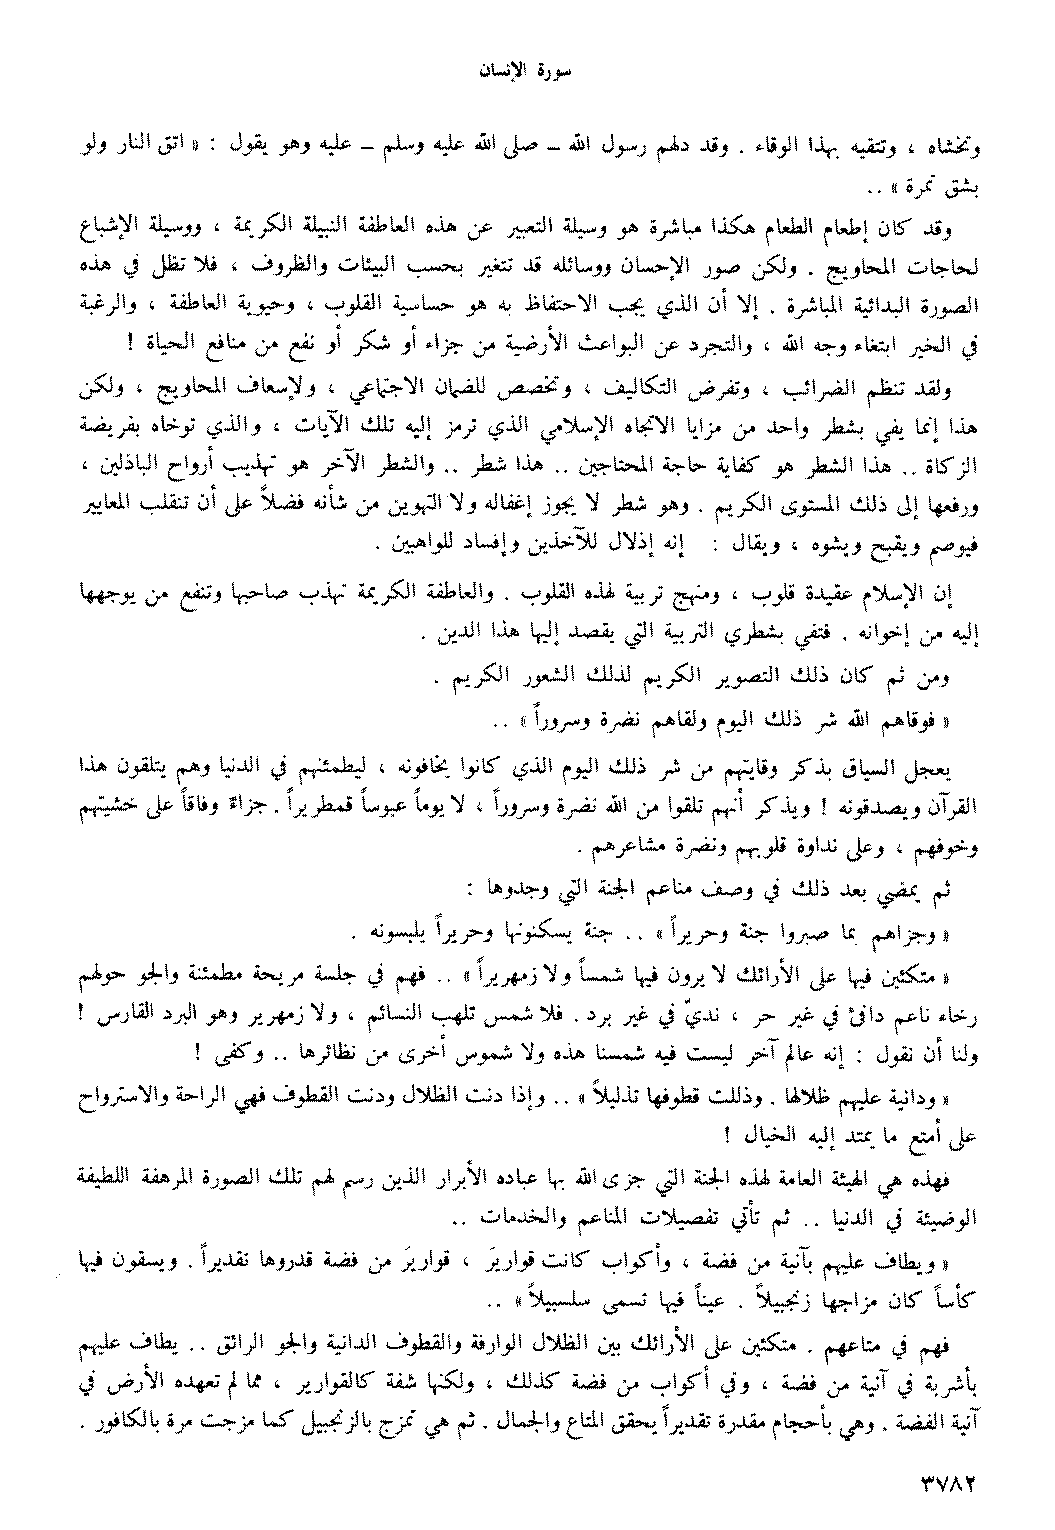 سورة الإنسان
وتخشاه ، وتتقيه بهذا الوقاء . وقد دلهم رسول الله – صلى الله عليه وسلم – عليه وهو يقول : « اتق النار ولو
بشق تمرة » ..
وقد كان إطعام الطعام هكذا مباشرة هو وسيلة التعبير عن هذه العاطفة النبيلة الكريمة ، ووسيلة الإشباع
لحاجات المحاويج . ولكن صور الإحسان ووسائله قد تتغير بحسب البيئات والظروف ، فلا تظل في هذه
الصورة البدائية المباشرة . إلا أن الذي يجب الاحتفاظ به هو حساسية القلوب ، وحيوية العاطفة ، والرغبة
في الخير ابتغاء وجه الله ، والتجرد عن البواعث الأرضية من جزاء أو شكر أو نفع من منافع الحياة !
ولقد تنظم الضرائب ، وتفرض التكاليف ، وتخصص للضمان الاجتماعي ، ولإسعاف المحاويج ، ولكن
هذا إنما يفي بشطر واحد من مزايا الاتجاه الإسلامي الذي ترمز إليه تلك الآيات ، والذي توخاه بفريضة
الزكاة .. هذا الشطر هو كفاية حاجة المحتاجين .. هذا شطر .. والشطر الآخر هو تهذيب أرواح الباذلين ،
ورفعها إلى ذلك المستوى الكريم . وهو شطر لا يجوز إغفاله ولا التهوين من شأنه فضلاً على أن تنقلب المعايير
فيوصم ويقبح ويشوه ، ويقال : إنه إذلال للآخذين وإفساد للواهبين .
إن الإسلام عقيدة قلوب ، ومنهج تربية لهذه القلوب . والعاطفة الكريمة تهذب صاحبها وتنفع من يوجهها
إليه من إخوانه . فتفي بشطري التربية التي يقصد إليها هذا الدين .
ومن ثم كان ذلك التصوير الكريم لذلك الشعور الكريم .
« فوقاهم الله شر ذلك اليوم ولقاهم نضرة وسروراً » ..
يعجل السياق بذكر وقايتهم من شر ذلك اليوم الذي كانوا يخافونه ، ليطمئنهم في الدنيا وهم يتلقون هذا
القرآن ويصدقونه ! ويذكر أنهم تلقوا من الله نضرة وسروراً ، لا يوماً عبوساً قمطريراً . جزاءً وفاقاً على خشيتهم
وخوفهم ، وعلى نداوة قلوبهم ونضرة مشاعرهم .
ثم يمضي بعد ذلك في وصف مناعم الجنة التي وجدوها :
« وجزاهم بما صبروا جنة وحريراً » .. جنة يسكنونها وحريراً يلبسونه .
« متكئين فيها على الأرائك لا يرون فيها شمساً ولا زمهريراً » .. فهم في جلسة مريحة مطمئنة والجو حولهم
رخاء ناعم دافئ في غير حر ، نديّ في غير برد . فلا شمس تلهب النسائم ، ولا زمهرير وهو البرد القارس !
ولنا أن نقول : إنه عالم آخر ليست فيه شمسنا هذه ولا شموس أخرى من نظائرها .. وكفى !
« ودانية عليهم ظلالها . وذللت قطوفها تذليلاً » .. وإذا دنت الظلال ودنت القطوف فهي الراحة والاسترواح
على أمتع ما يمتد إليه الخيال !
فهذه هي الهيئة العامة لهذه الجنة التي جزى الله بها عباده الأبرار الذين رسم لهم تلك الصورة المرهفة اللطيفة
الوضيئة في الدنيا .. ثم تأتي تفصيلات المناعم والخدمات ..
« ويطاف عليهم بآنية من فضة ، وأكواب كانت قواريرَ ، قواريرَ من فضة قدروها تقديراً . ويسقون فيها
كأساً كان مزاجها زنجبيلاً . عيناً فيها تسمى سلسبيلاً » ..
فهم في متاعهم . متكئين على الأرائك بين الظلال الوارفة والقطوف الدانية والجو الرائق .. يطاف عليهم
بأشربة في آنية من فضة ، وفي أكواب من فضة كذلك ، ولكنها شفة كالقوارير ، مما لم تعهده الأرض في
آنية الفضة . وهي بأحجام مقدرة تقديراً يحقق المتاع والجمال . ثم هي تمزج بالزنجبيل كما مزجت مرة بالكافور .
٣٧٨٢